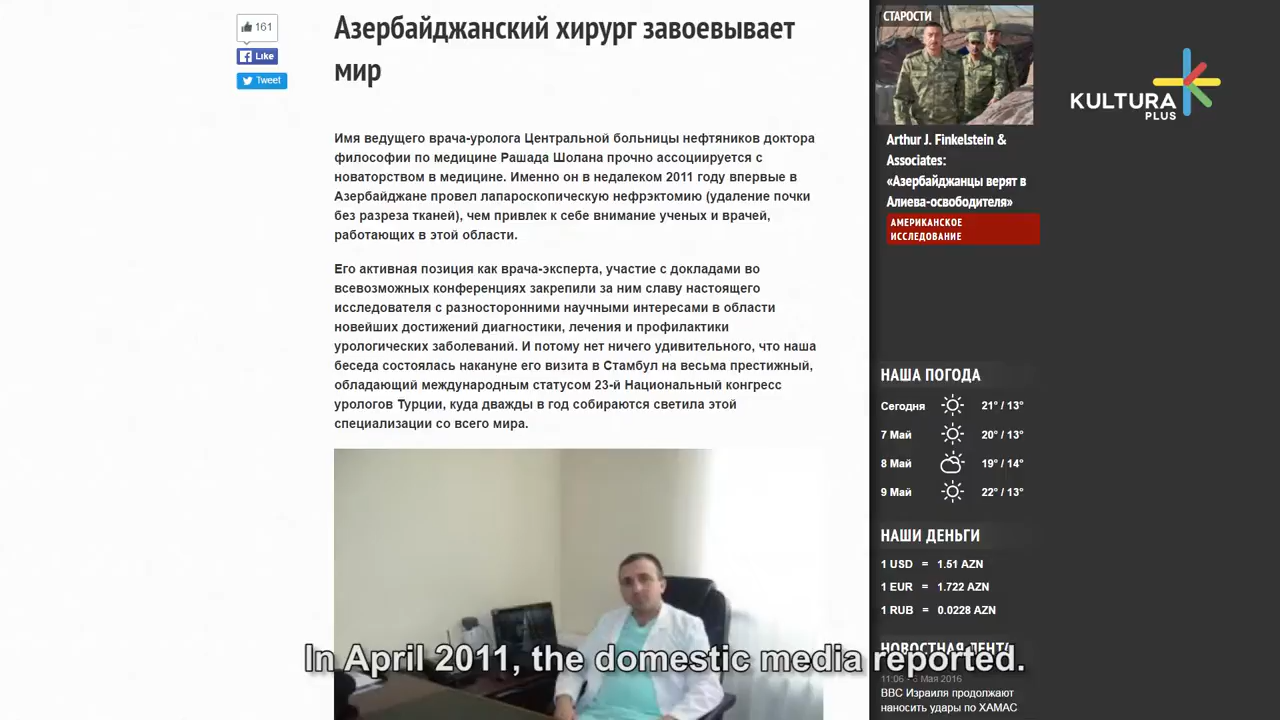 161
Like
Tweet
Азербайджанский хирург завоевывает
мир
Имя ведущего врача-уролога Центральной больницы нефтяников доктора
философии по медицине Рашада Шолана прочно ассоциируется с
новаторством в медицине. Именно он в недалеком 2011 году впервые в
Азербайджане провел лапароскопическую нефрэктомию (удаление почки
без разреза тканей), чем привлек к себе внимание ученых и врачей,
работающих в этой области.
Его активная позиция как врача-эксперта, участие с докладами во
всевозможных конференциях закрепили за ним славу настоящего
исследователя с разносторонними научными интересами в области
новейших достижений диагностики, лечения и профилактики
урологических заболеваний. И потому нет ничего удивительного, что наша
беседа состоялась накануне его визита в Стамбул на весьма престижный,
обладающий международным статусом 23-й Национальный конгресс
урологов Турции, куда дважды в год собираются светила этой
специализации со всего мира.
In April 2011, the domestic media reported.
СТАРОСТИ
Arthur J. Finkelstein &
Associates:
«Азербайджанцы верят в
Алиева-освободителя»
АМЕРИКАНСКОЕ
ИССЛЕДОВАНИЕ
НАША ПОГОДА
Сегодня 21° / 13°
7 Май 20° / 13°
8 Май 19° / 14°
9 Май 22° / 13°
НАШИ ДЕНЬГИ
1 USD = 1.51 AZN
1 EUR = 1.722 AZN
1 RUB = 0.0228 AZN
НОВОСТНАЯ ЛЕНТА
11:06 - 6 Мая 2016
ВВС Израиля продолжают
наносить удары по ХАМАС
KULTURA
PLUS